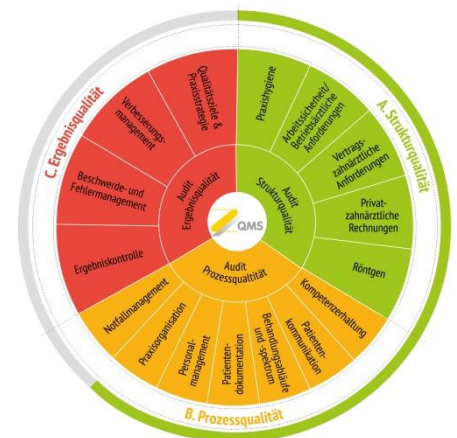 A. Strukturqualität
Praxishygiene
Arbeitssicherheit/
Betriebsärztliche
Anforderungen
Vertrags-
zahnärztliche
Anforderungen
Privat-
zahnärztliche
Rechnungen
Röntgen
Audit
Strukturqualität
B. Prozessqualität
Kompetenzerhaltung
Patienten-
kommunikation
Behandlungsabläufe
und -spektrum
Patienten-
dokumentation
Personal-
management
Praxisorganisation
Notfallmanagement
Audit
Prozessqualtität
C. Ergebnisqualität
Ergebniskontrolle
Beschwerde- und
Fehlermanagement
Verbesserungs-
management
Qualitätsziele &
Praxisstrategie
Audit
Ergebnisqualität
QMS